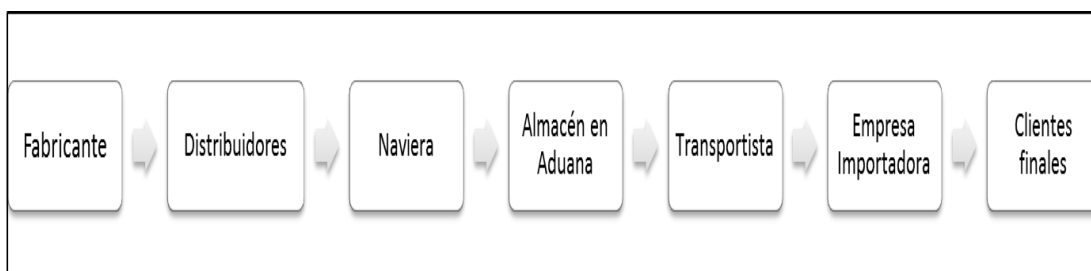 Fabricante
Distribuidores
Naviera
Almacén en
Aduana
Transportista
Empresa
Importadora
Clientes
finales